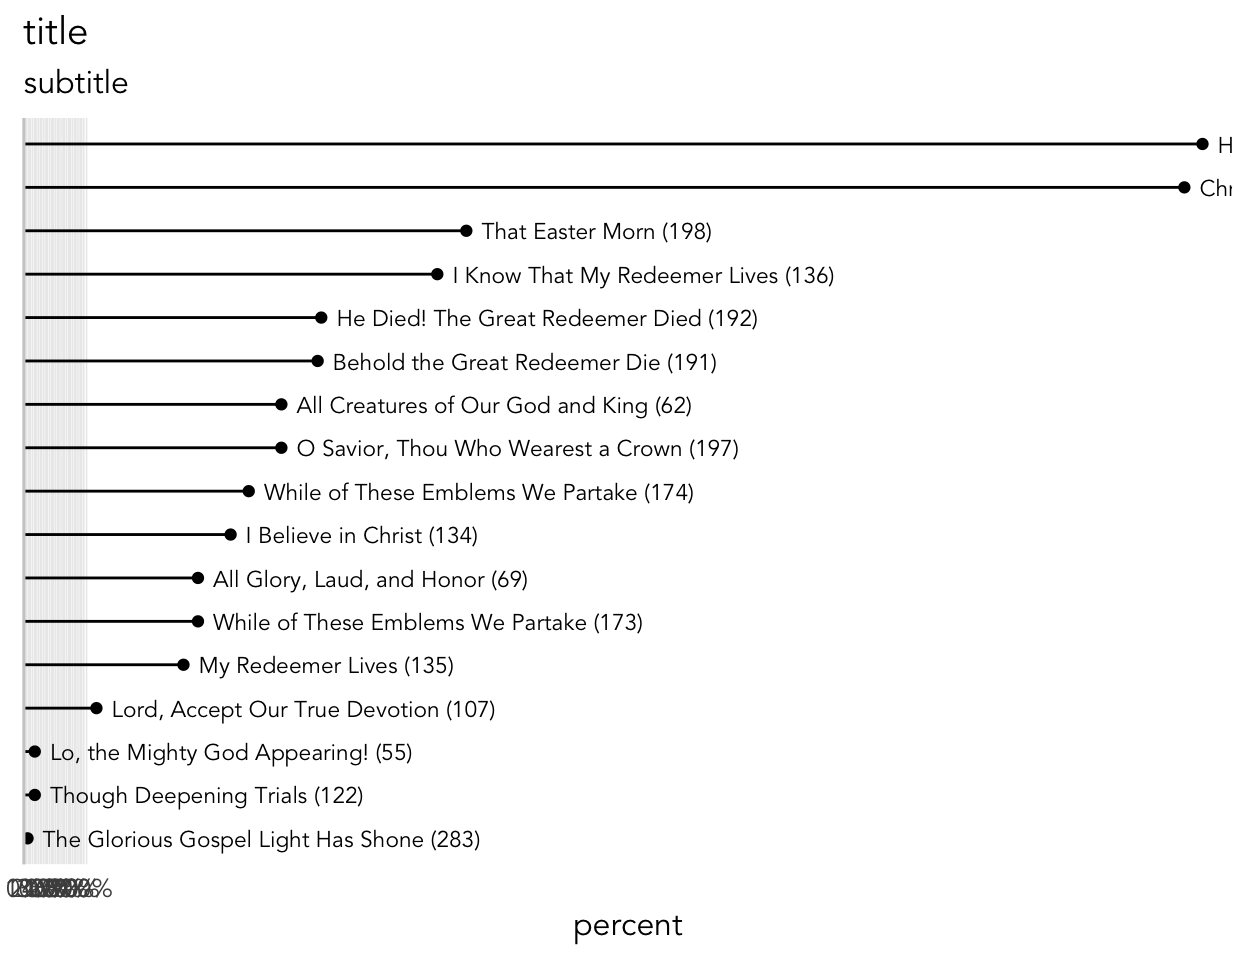 title
subtitle
H
Chr
That Easter Morn (198)
I Know That My Redeemer Lives (136)
He Died! The Great Redeemer Died (192)
Behold the Great Redeemer Die (191)
All Creatures of Our God and King (62)
O Savior, Thou Who Wearest a Crown (197)
While of These Emblems We Partake (174)
I Believe in Christ (134)
All Glory, Laud, and Honor (69)
While of These Emblems We Partake (173)
My Redeemer Lives (135)
Lord, Accept Our True Devotion (107)
Lo, the Mighty God Appearing! (55)
Though Deepening Trials (122)
The Glorious Gospel Light Has Shone (283)
percent